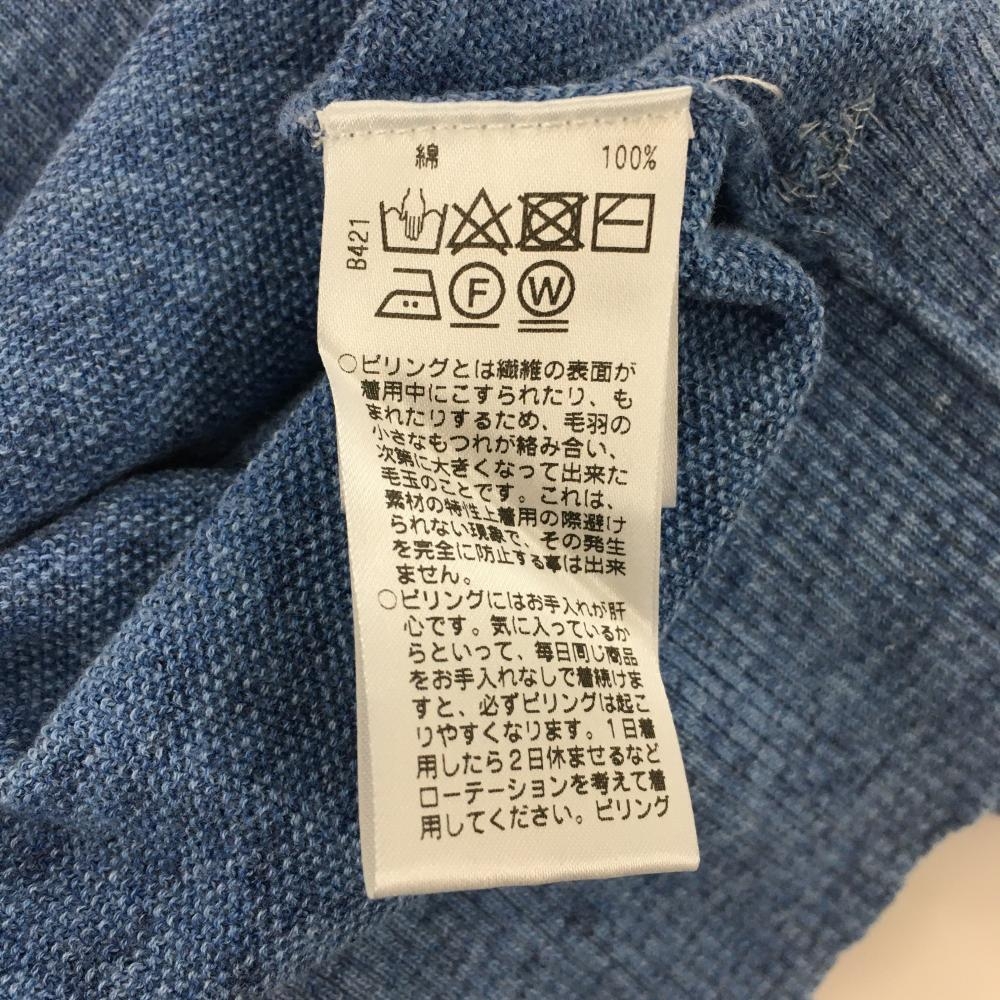 綿 100%
B421
F W
○ピリングとは繊維の表面が
着用中にこすられたり、も
まれたりするため、毛羽の
小さなもつれが絡み合い、
次第に大きくなって出来た
毛玉のことです。これは、
素材の特性上着用の際避け
られない現象で、その発生
を完全に防止する事は出来
ません。
○ピリングにはお手入れが肝
心です。気に入っているか
らといって、毎日同じ商品
をお手入れなしで着続けま
すと、必ずピリングは起こ
りやすくなります。1日着
用したら2日休ませるなど
ローテーションを考えて着
用してください。ピリング